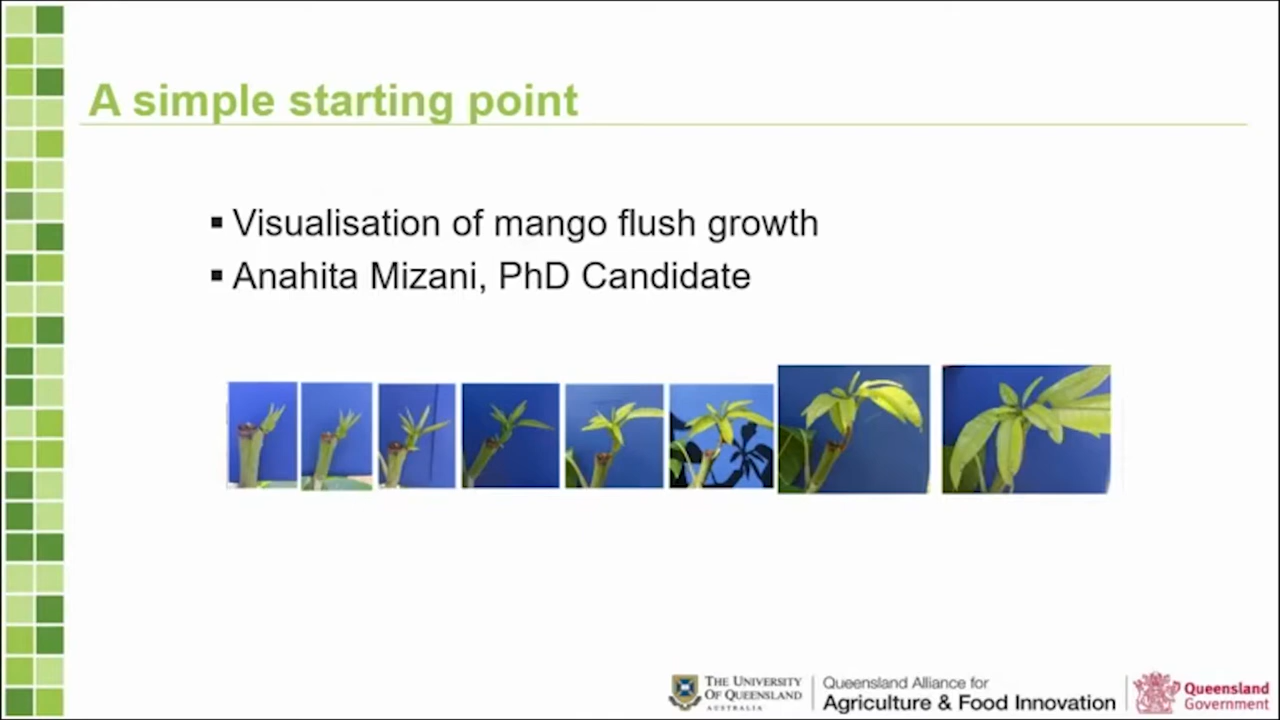 A simple starting point
▪ Visualisation of mango flush growth
▪ Anahita Mizani, PhD Candidate
THE UNIVERSITY
OF QUEENSLAND
AUSTRALIA
Queensland Alliance for
Agriculture & Food Innovation
Queensland
Government